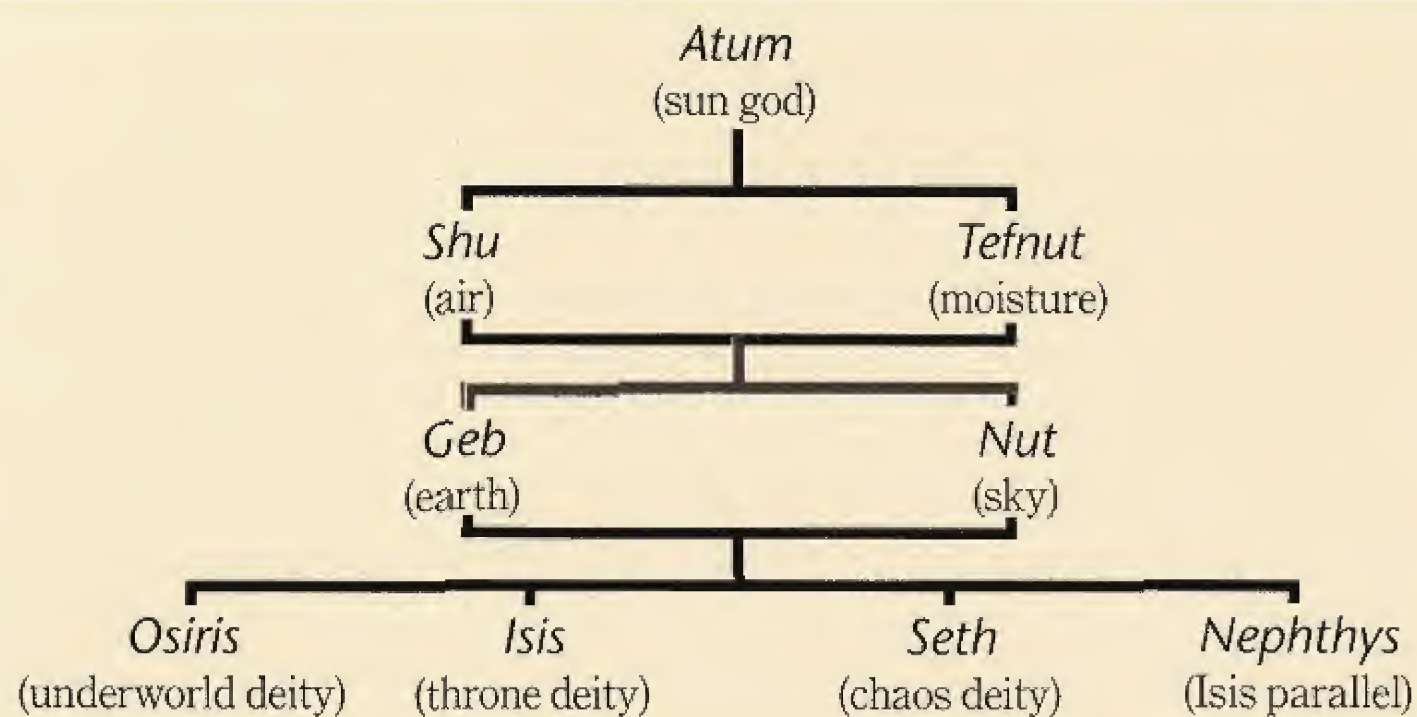 Atum
(sun god)
Shu
Tefnut
(air)
(moisture)
Geb
Nut
(earth)
(sky)
Osiris
Isis
Seth
Nephthys
(underworld deity)
(throne deity)
(chaos deity)
(Isis parallel)